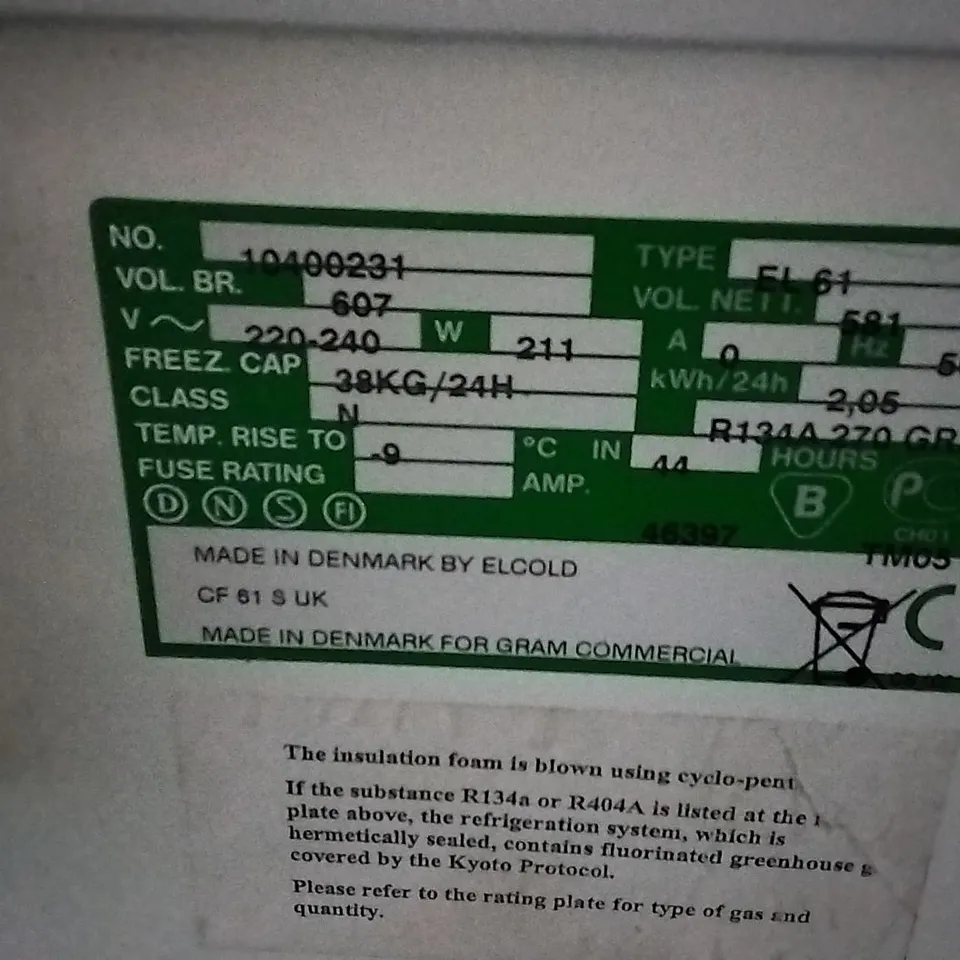 NO. 10400231 TYPE EL 61
VOL. BR. 607 VOL. NETT. 581
V 220-240 W 211 A 0 Hz
FREEZ. CAP 38KG/24H kWh/24h 2,05
CLASS N R134A 270 GR
TEMP. RISE TO -9 °C IN 44 HOURS
FUSE RATING AMP.
D N S FI B P
46397 TM05
MADE IN DENMARK BY ELCOLD
CF 61 S UK
MADE IN DENMARK FOR GRAM COMMERCIAL
The insulation foam is blown using cyclo-pent
If the substance R134a or R404A is listed at the
plate above, the refrigeration system, which is
hermetically sealed, contains fluorinated greenhouse g
covered by the Kyoto Protocol.
Please refer to the rating plate for type of gas and
quantity.